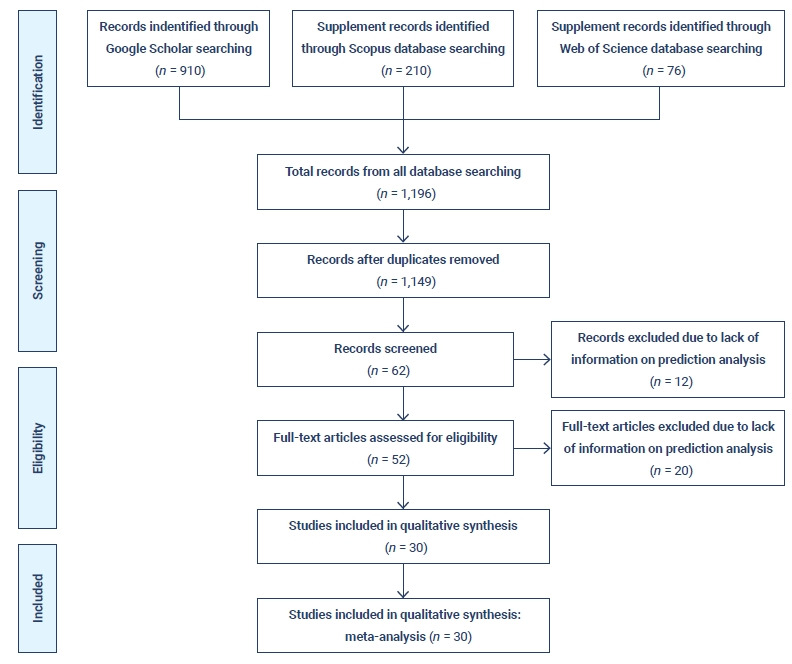 Identification
Records indentified through
Google Scholar searching
(n = 910)
Supplement records identified
through Scopus database searching
(n = 210)
Supplement records identified through
Web of Science database searching
(n = 76)
Total records from all database searching
(n = 1,196)
Screening
Records after duplicates removed
(n = 1,149)
Records screened
(n = 62)
Records excluded due to lack of
information on prediction analysis
(n = 12)
Eligibility
Full-text articles assessed for eligibility
(n = 52)
Full-text articles excluded due to lack
of information on prediction analysis
(n = 20)
Studies included in qualitative synthesis
(n = 30)
Included
Studies included in qualitative synthesis:
meta-analysis (n = 30)